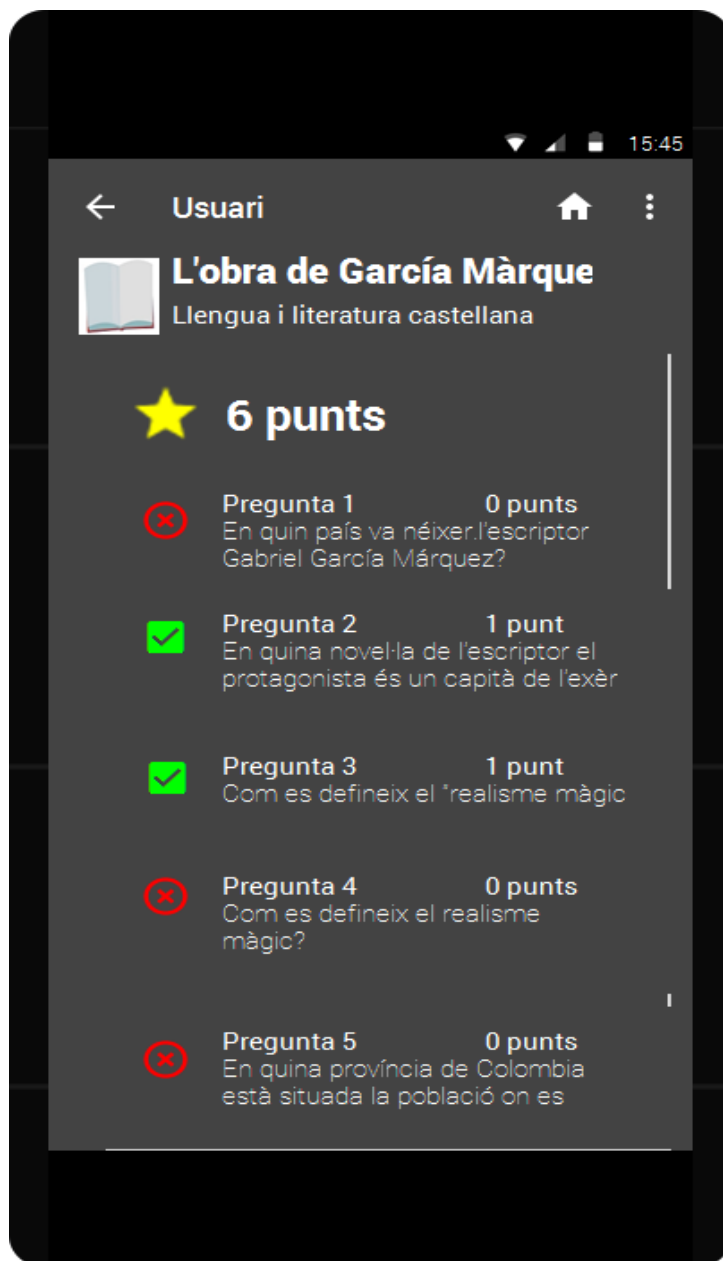 15:45
Usuari
L'obra de García Màrque
Llengua i literatura castellana
6 punts
Pregunta 1 0 punts
En quin país va néixer.l'escriptor
Gabriel García Márquez?
Pregunta 2 1 punt
En quina novel·la de l'escriptor el
protagonista és un capità de l'exèr
Pregunta 3 1 punt
Com es defineix el "realisme màgic
Pregunta 4 0 punts
Com es defineix el realisme
màgic?
Pregunta 5 0 punts
En quina província de Colombia
està situada la població on es